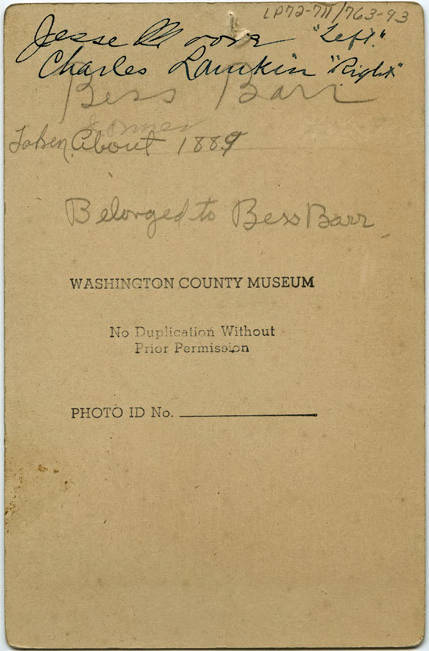 LP72-711/763-93
Jesse Moore "Left".
Charles Lamkin "Right"
Bess Barr
Taken About 1889
Belonged to Bess Barr
WASHINGTON COUNTY MUSEUM
No Duplication Without
Prior Permission
PHOTO ID No.